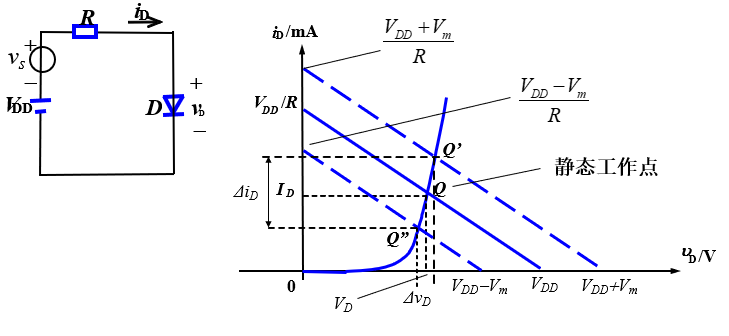 R
iD
+
vs
−
VDD
D
+
vD
−
iD/mA
VDD+Vm
R
VDD−Vm
R
VDD/R
Q'
静态工作点
ΔiD
ID
Q
Q”
υD/V
0
VD
ΔvD
VDD−Vm
VDD
VDD+Vm